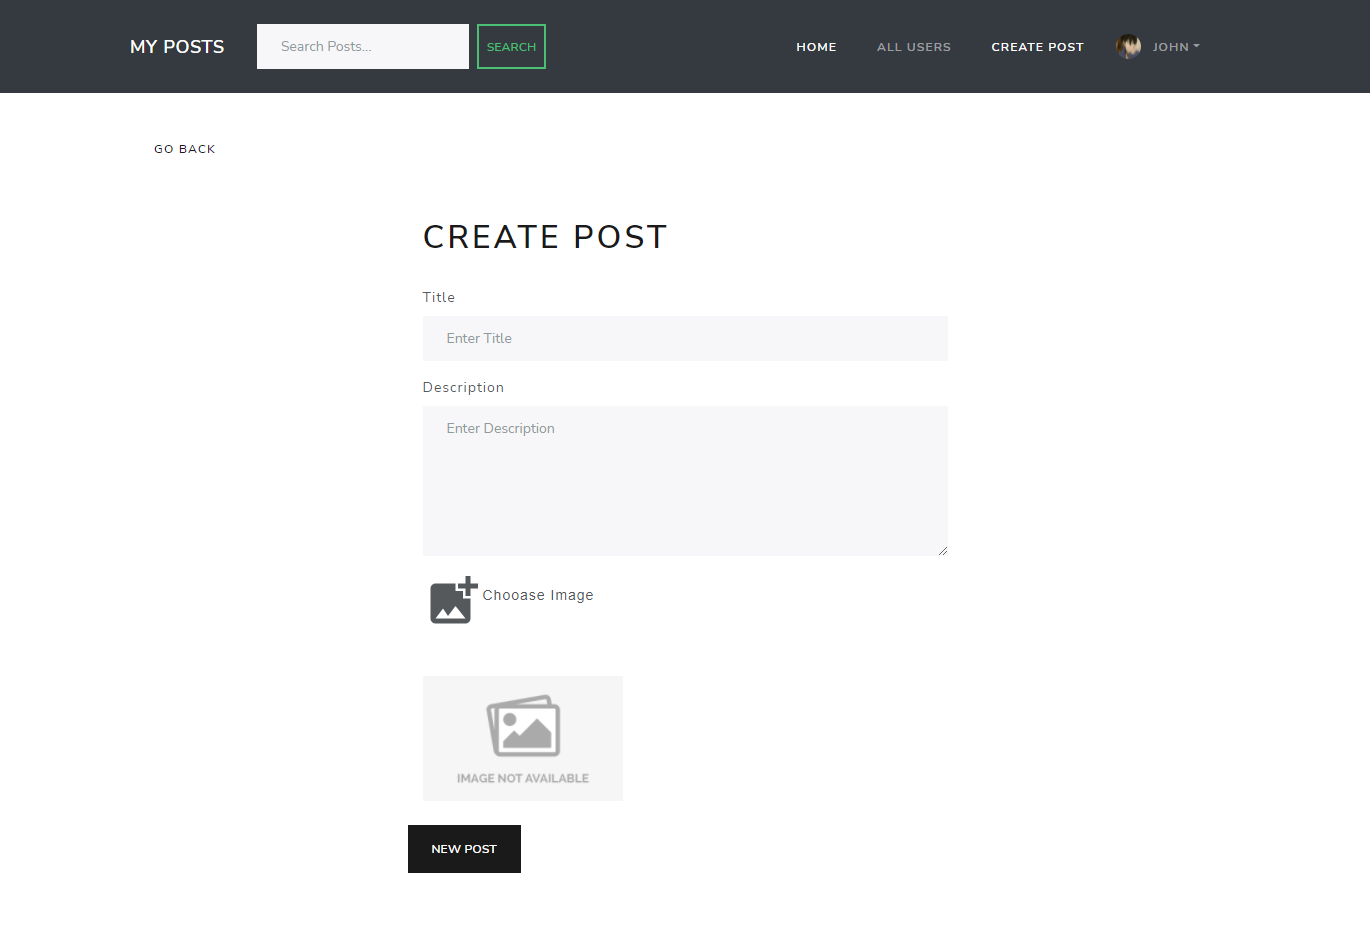 MY POSTS
Search Posts...
SEARCH
HOME
ALL USERS
CREATE POST
JOHN
GO BACK
CREATE POST
Title
Enter Title
Description
Enter Description
Chooase Image
IMAGE NOT AVAILABLE
NEW POST